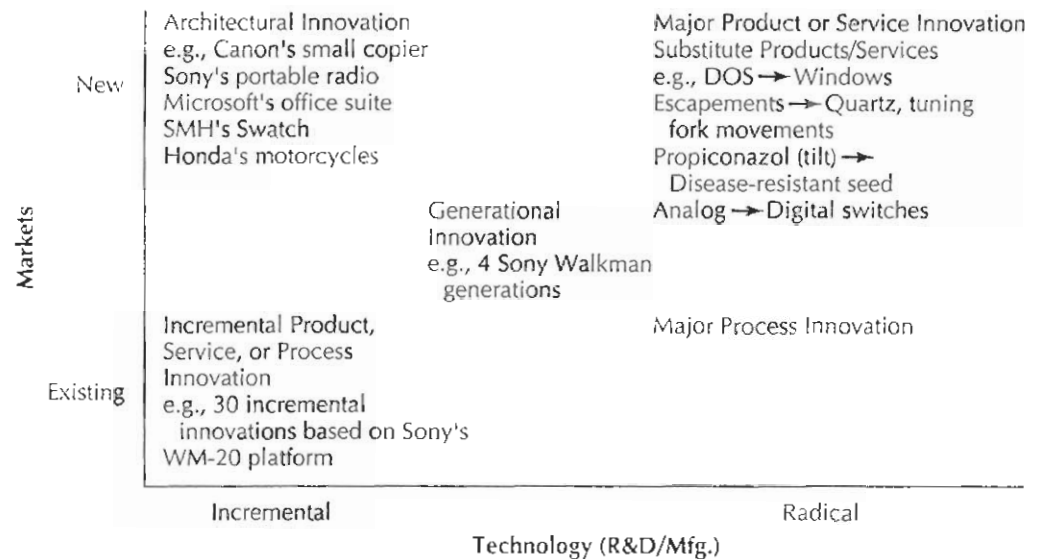 New
Architectural Innovation
e.g., Canon's small copier
Sony's portable radio
Microsoft's office suite
SMH's Swatch
Honda's motorcycles
Major Product or Service Innovation
Substitute Products/Services
e.g., DOS → Windows
Escapements → Quartz, tuning
fork movements
Propiconazol (tilt) →
Disease-resistant seed
Analog → Digital switches
Markets
Generational
Innovation
e.g., 4 Sony Walkman
generations
Existing
Incremental Product,
Service, or Process
Innovation
e.g., 30 incremental
innovations based on Sony's
WM-20 platform
Major Process Innovation
Incremental
Radical
Technology (R&D/Mfg.)